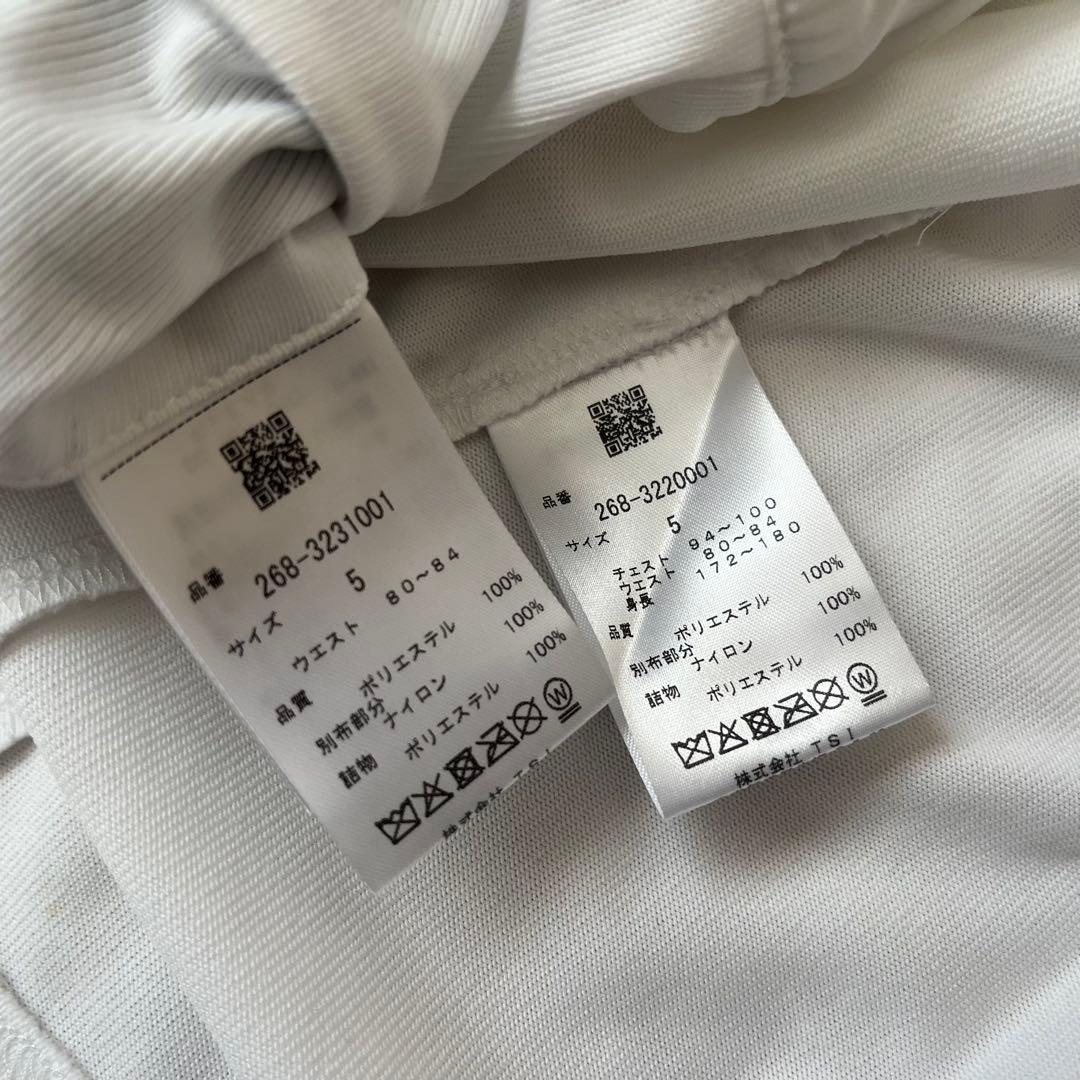 品番
268-3231001
サイズ
5
ウエスト 80~84
品質
ポリエステル 100%
別布部分
ナイロン 100%
詰物
ポリエステル 100%
株式会社 TSI
品番
268-3220001
サイズ
5
チェスト 94~100
ウエスト 80~84
身長 172~180
品質
ポリエステル 100%
別布部分
ナイロン 100%
詰物
ポリエステル 100%
W
株式会社 TSI